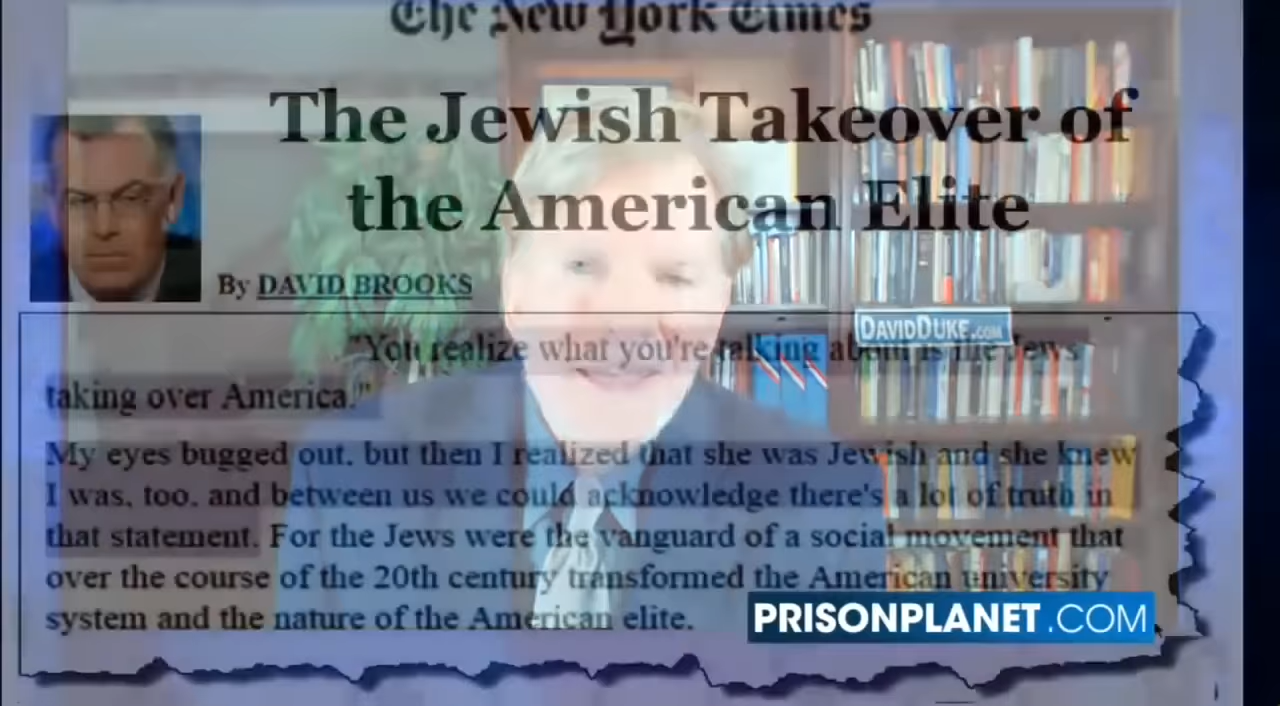 The New York Times
The Jewish Takeover of
the American Elite
By DAVID BROOKS
"You realize what you're talking about is the Jews
taking over America."
My eyes bugged out, but then I realized that she was Jewish and she knew
I was, too, and between us we could acknowledge there's a lot of truth in
that statement. For the Jews were the vanguard of a social movement that
over the course of the 20th century transformed the American university
system and the nature of the American elite.
DAVIDDUKE.COM
PRISONPLANET.COM